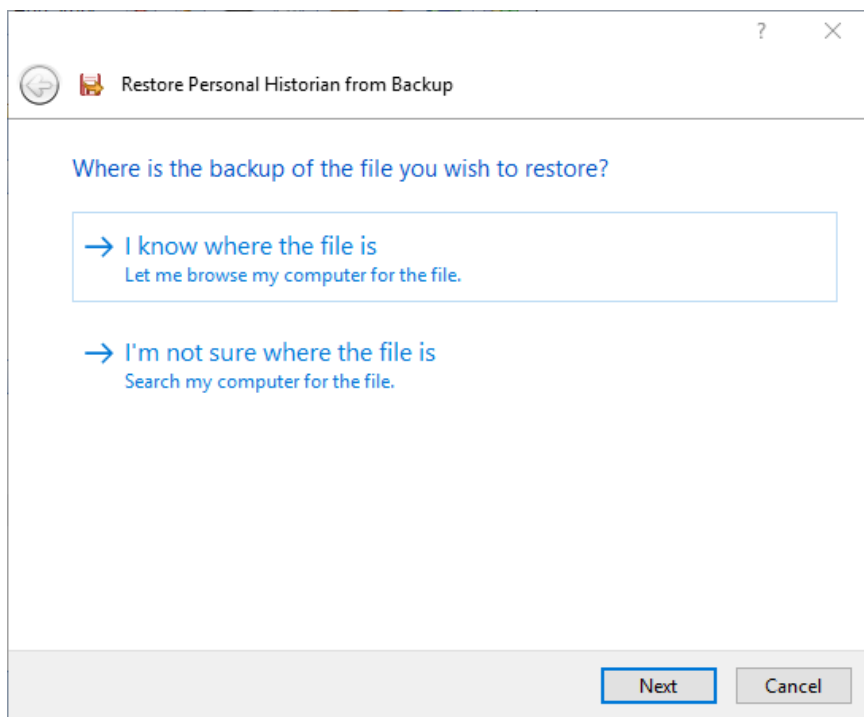 ?
Restore Personal Historian from Backup
Where is the backup of the file you wish to restore?
I know where the file is
Let me browse my computer for the file.
I'm not sure where the file is
Search my computer for the file.
Next Cancel